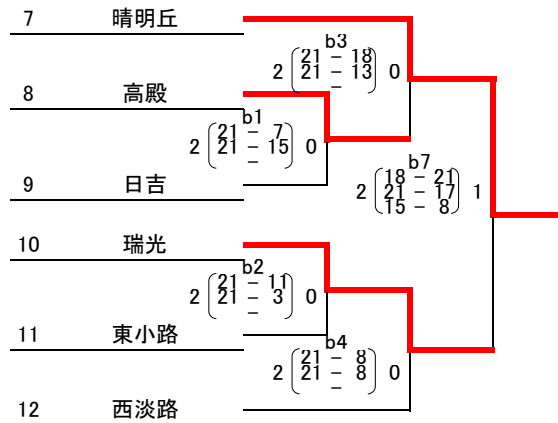 7 晴明丘
b3
21 - 18
2 21 - 13 0
-
8 高殿
b1
21 - 7
2 21 - 15 0
-
b7
18 - 21
2 21 - 17 1
15 - 8
9 日吉
10 瑞光
b2
21 - 11
2 21 - 3 0
-
11 東小路
b4
21 - 8
2 21 - 8 0
-
12 西淡路